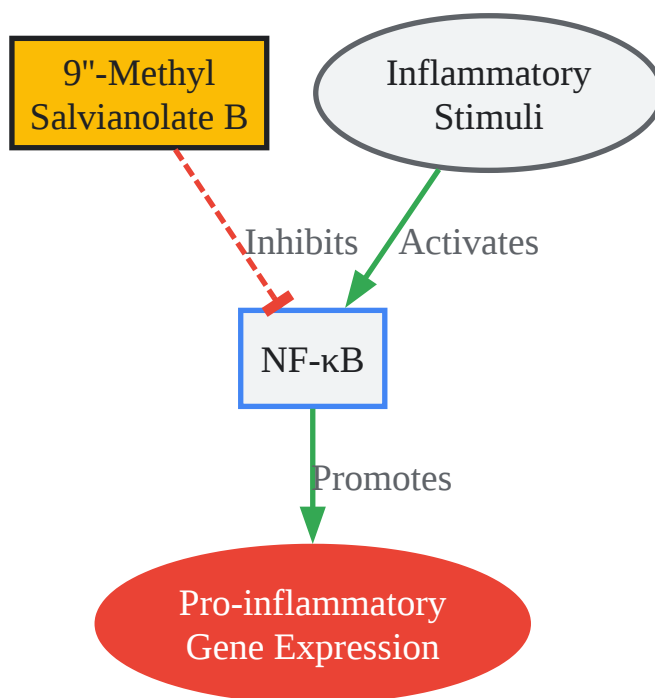 9''-Methyl
Salvianolate B
Inflammatory
Stimuli
Inhibits
Activates
NF-κB
Promotes
Pro-inflammatory
Gene Expression